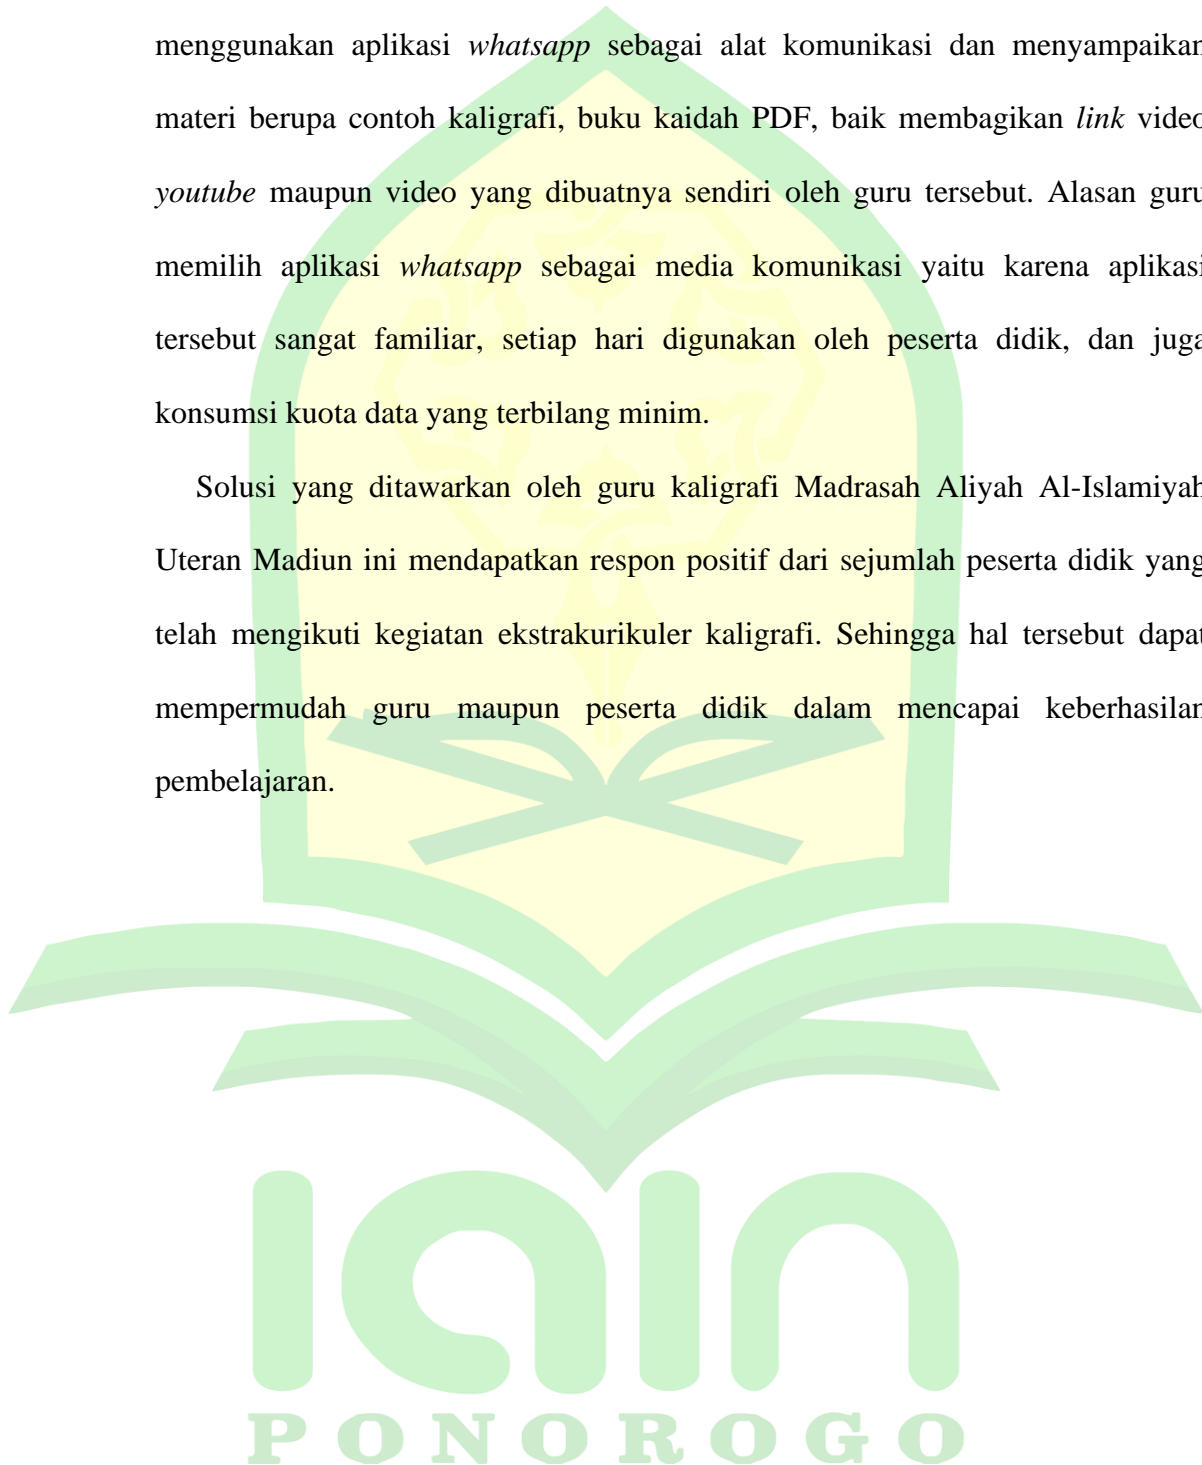 menggunakan aplikasi whatsapp sebagai alat komunikasi dan menyampaikan
materi berupa contoh kaligrafi, buku kaidah PDF, baik membagikan link video
youtube maupun video yang dibuatnya sendiri oleh guru tersebut. Alasan guru
memilih aplikasi whatsapp sebagai media komunikasi yaitu karena aplikasi
tersebut sangat familiar, setiap hari digunakan oleh peserta didik, dan juga
konsumsi kuota data yang terbilang minim.
Solusi yang ditawarkan oleh guru kaligrafi Madrasah Aliyah Al-Islamiyah
Uteran Madiun ini mendapatkan respon positif dari sejumlah peserta didik yang
telah mengikuti kegiatan ekstrakurikuler kaligrafi. Sehingga hal tersebut dapat
mempermudah guru maupun peserta didik dalam mencapai keberhasilan
pembelajaran.
IAIN
PONOROGO